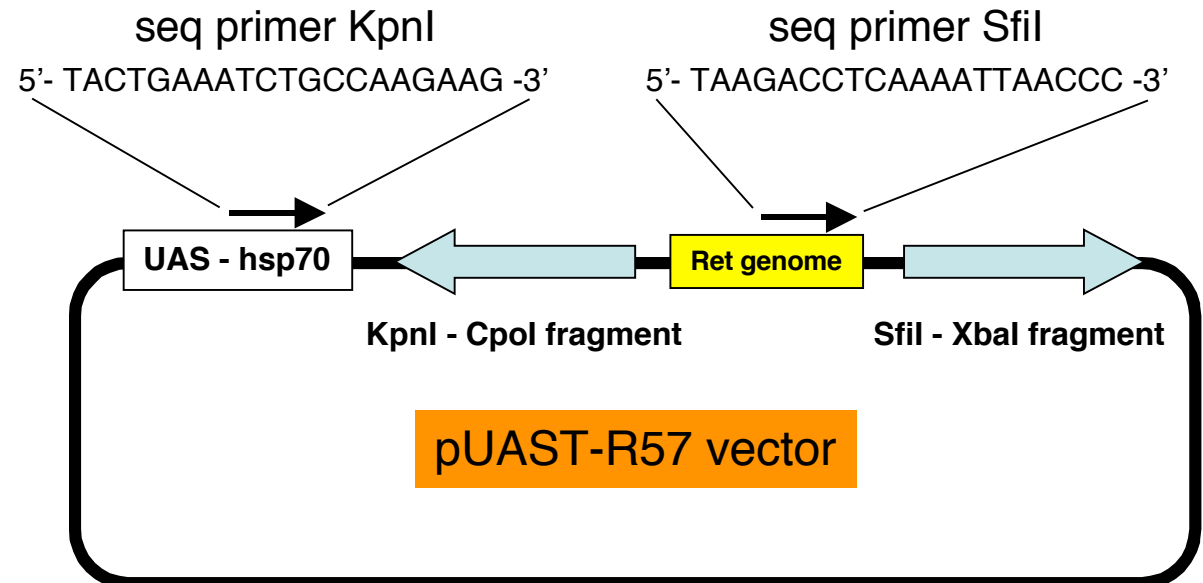 seq primer KpnI
seq primer SfiI
5’- TACTGAAATCTGCCAAGAAG -3’
5’- TAAGACCTCAAAATTAACCC -3’
UAS - hsp70
Ret genome
KpnI - CpoI fragment
SfiI - XbaI fragment
pUAST-R57 vector